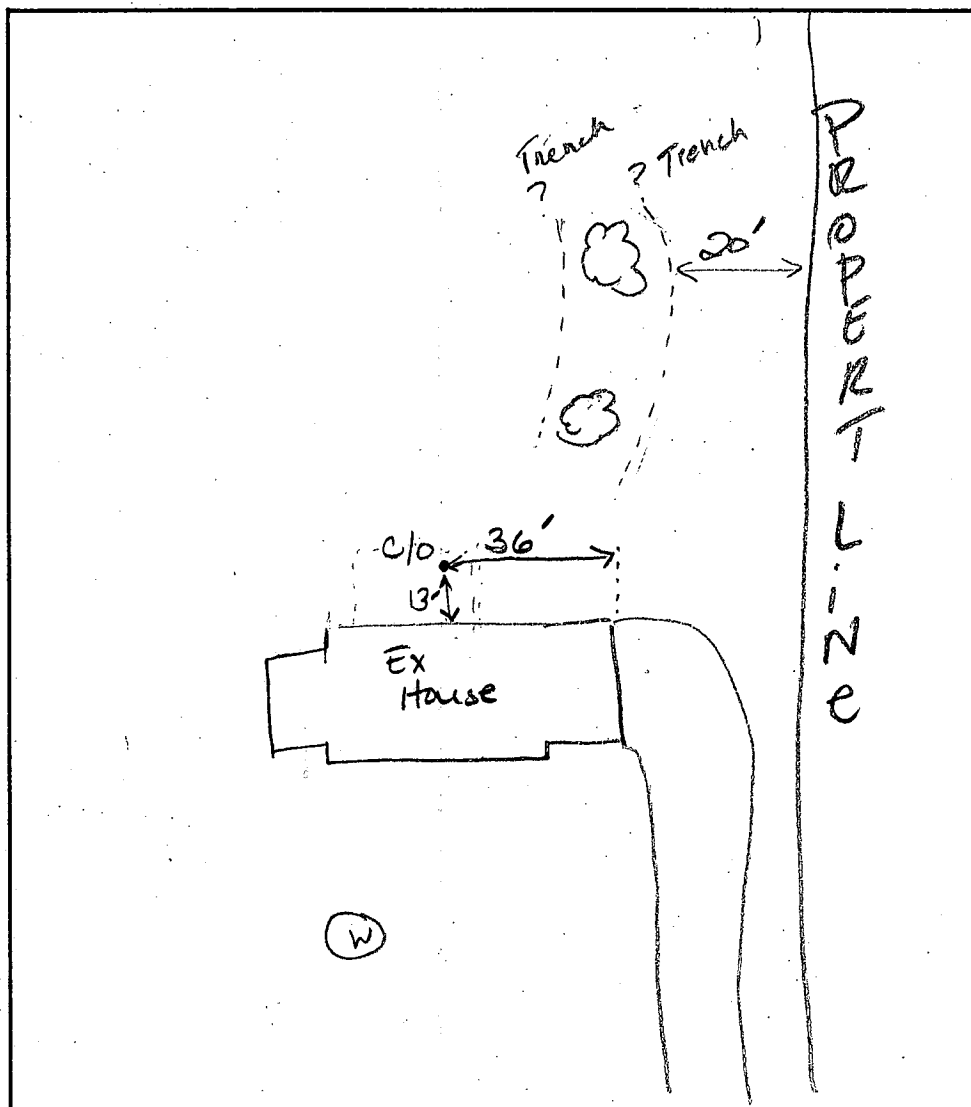 Trench
?
? Trench
20'
PROPERTY LINE
C/O
36'
13'
Ex
House
W